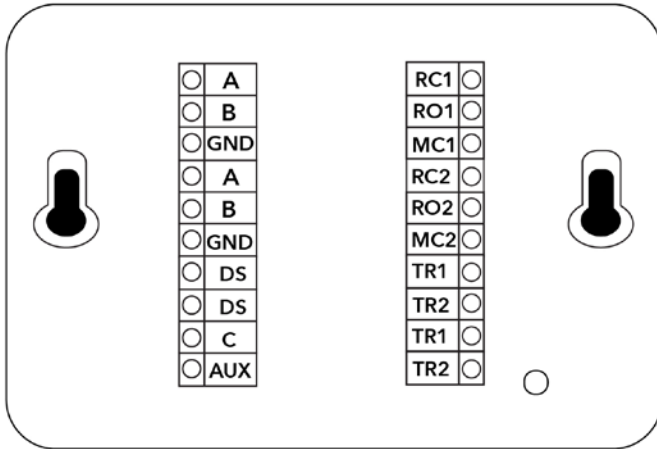 A
B
GND
A
B
GND
DS
DS
C
AUX
RC1
RO1
MC1
RC2
RO2
MC2
TR1
TR2
TR1
TR2